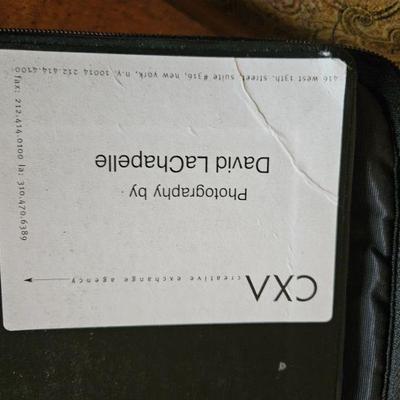 CXA
creative exchange agency
Photography by
David LaChapelle
416 west 13th. street, suite #316, new york, n.y. 10014 212.414.4100
fax: 212.414.0100 la: 310.470.6389